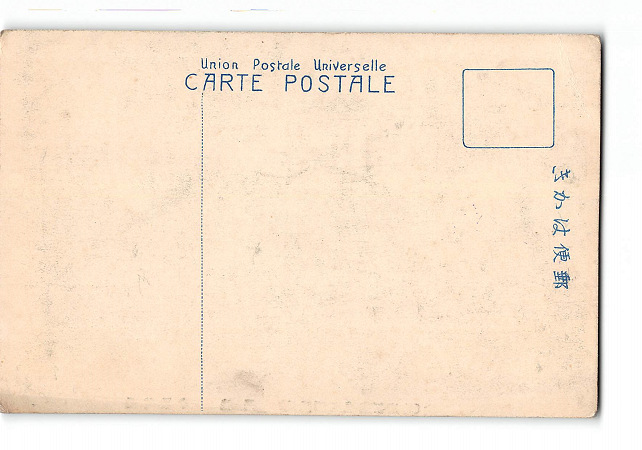 Union Postale Universelle
CARTE POSTALE
郵便はかき